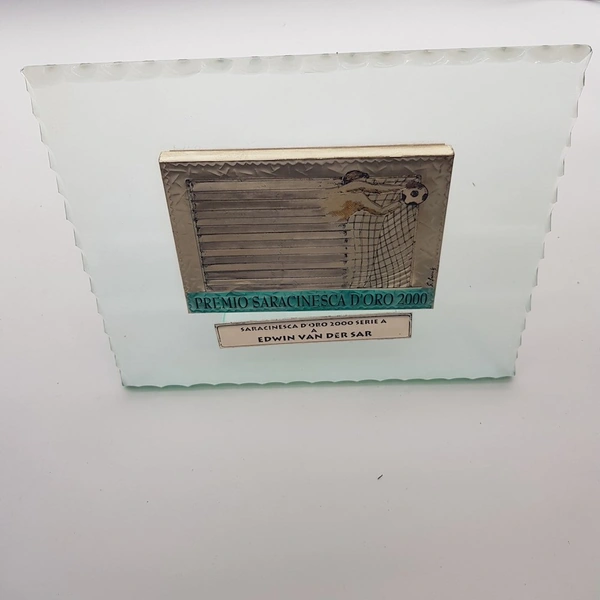 PREMIO SARACINESCA D'ORO 2000
SARACINESCA D'ORO 2000 SERIE A
A
EDWIN VAN DER SAR